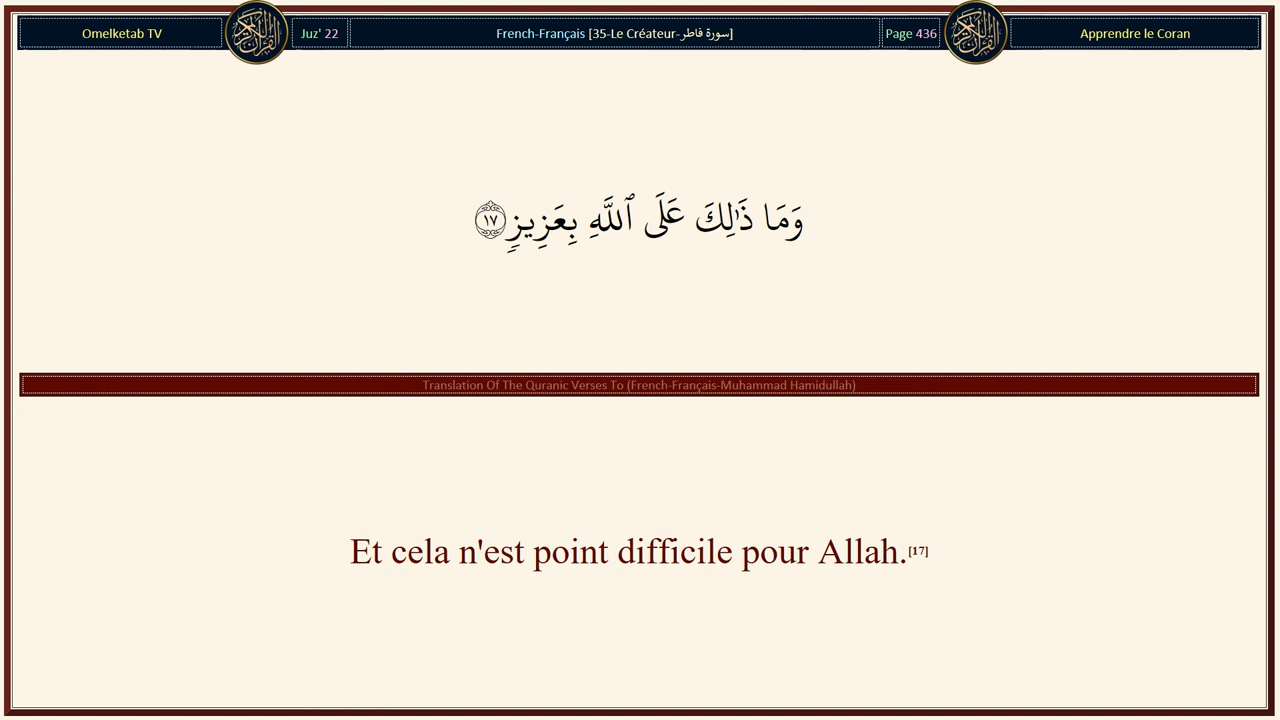 Omelketab TV
Juz' 22
French-Français [35-Le Créateur-سورة فاطر]
Page 436
Apprendre le Coran
وَمَا ذَٰلِكَ عَلَى ٱللَّهِ بِعَزِيزٖ ١٧
Translation Of The Quranic Verses To (French-Français-Muhammad Hamidullah)
Et cela n'est point difficile pour Allah.[17]